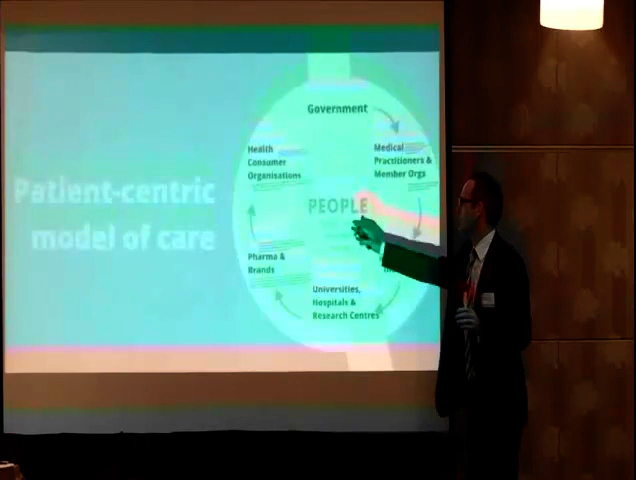 Patient-centric
model of care
Government
Health
Consumer
Organisations
Medical
Practitioners &
Member Orgs
PEOPLE
Pharma &
Brands
Universities,
Hospitals &
Research Centres